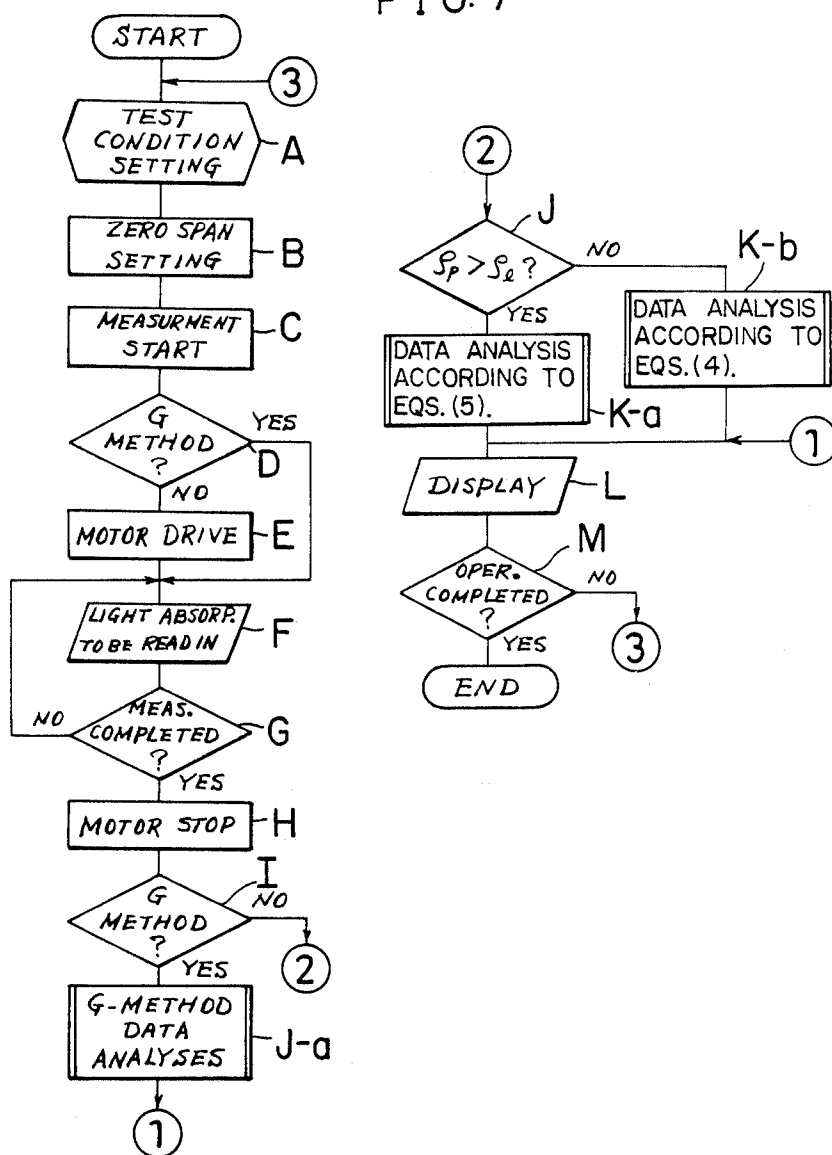 FIG. 7
START
3
TEST
CONDITION
SETTING
A
ZERO SPAN
SETTING
B
MEASURMENT
START
C
G
METHOD
?
YES
D
NO
MOTOR DRIVE
E
LIGHT ABSORP.
TO BE READ IN
F
MEAS.
COMPLETED
?
NO
G
YES
MOTOR STOP
H
G
METHOD
?
I
NO
2
YES
G-METHOD
DATA
ANALYSES
J-a
1
2
J
ρp > ρℓ ?
NO
K-b
YES
DATA ANALYSIS
ACCORDING TO
EQS.(4).
DATA ANALYSIS
ACCORDING TO
EQS.(5).
K-a
1
DISPLAY
L
M
OPER.
COMPLETED
?
NO
3
YES
END